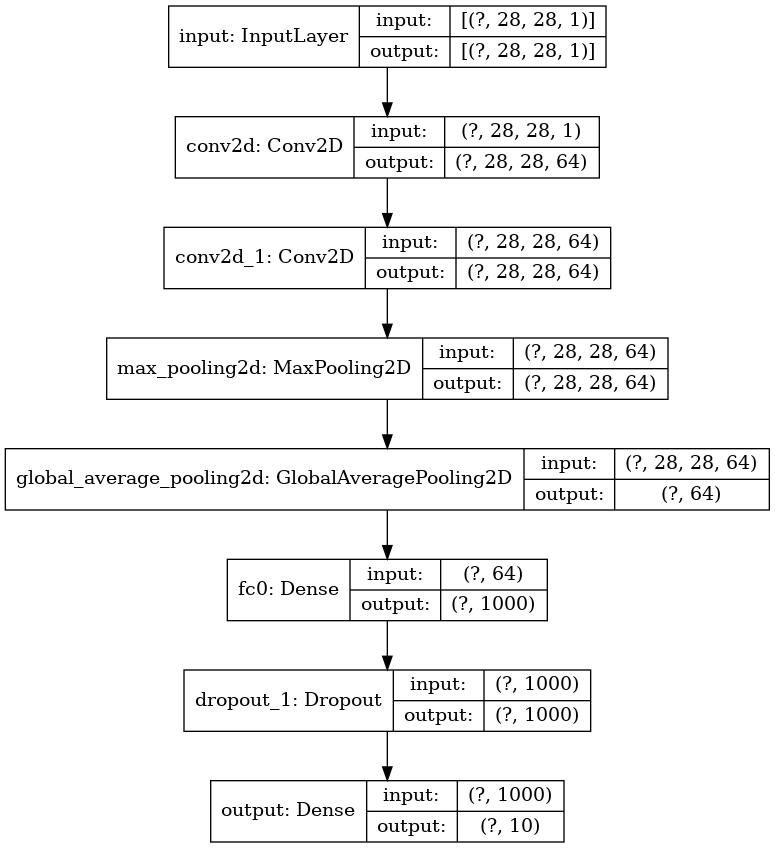 input: InputLayer
input:
[(?, 28, 28, 1)]
output:
[(?, 28, 28, 1)]
conv2d: Conv2D
input:
(?, 28, 28, 1)
output:
(?, 28, 28, 64)
conv2d_1: Conv2D
input:
(?, 28, 28, 64)
output:
(?, 28, 28, 64)
max_pooling2d: MaxPooling2D
input:
(?, 28, 28, 64)
output:
(?, 28, 28, 64)
global_average_pooling2d: GlobalAveragePooling2D
input:
(?, 28, 28, 64)
output:
(?, 64)
fc0: Dense
input:
(?, 64)
output:
(?, 1000)
dropout_1: Dropout
input:
(?, 1000)
output:
(?, 1000)
output: Dense
input:
(?, 1000)
output:
(?, 10)